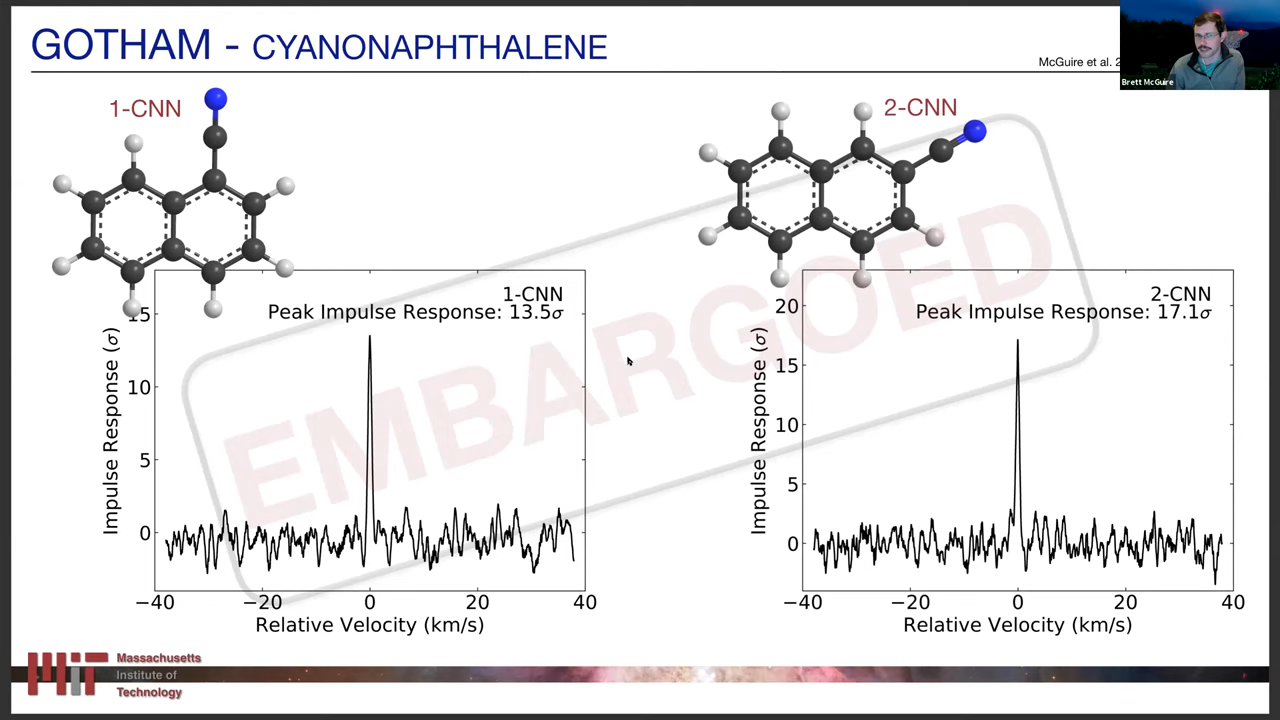 GOTHAM - CYANONAPHTHALENE
McGuire et al. 2
Brett McGuire
1-CNN
2-CNN
EMBARGOED
1-CNN
Peak Impulse Response: 13.5σ
Impulse Response (σ)
15
10
5
0
−40 −20 0 20 40
Relative Velocity (km/s)
2-CNN
Peak Impulse Response: 17.1σ
Impulse Response (σ)
20
15
10
5
0
−40 −20 0 20 40
Relative Velocity (km/s)
MIT
Massachusetts
Institute of
Technology